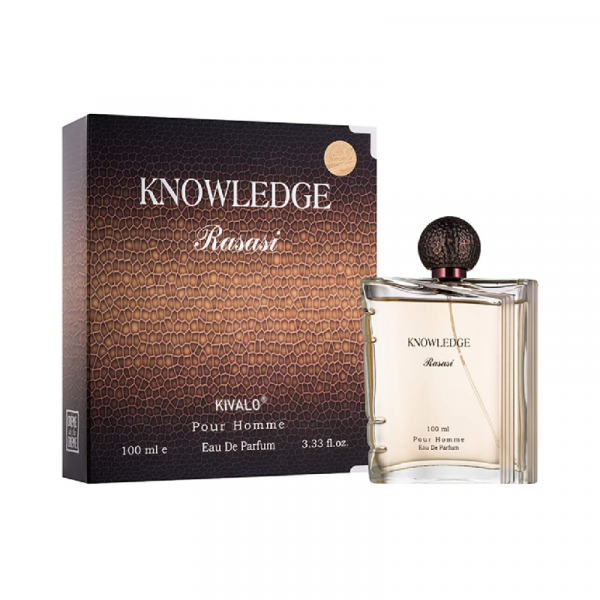 KNOWLEDGE
Rasasi
KIVALO®
Pour Homme
100 ml e
Eau De Parfum
3.33 fl.oz.
KNOWLEDGE
Rasasi
100 ml
Pour Homme
Eau De Parfum